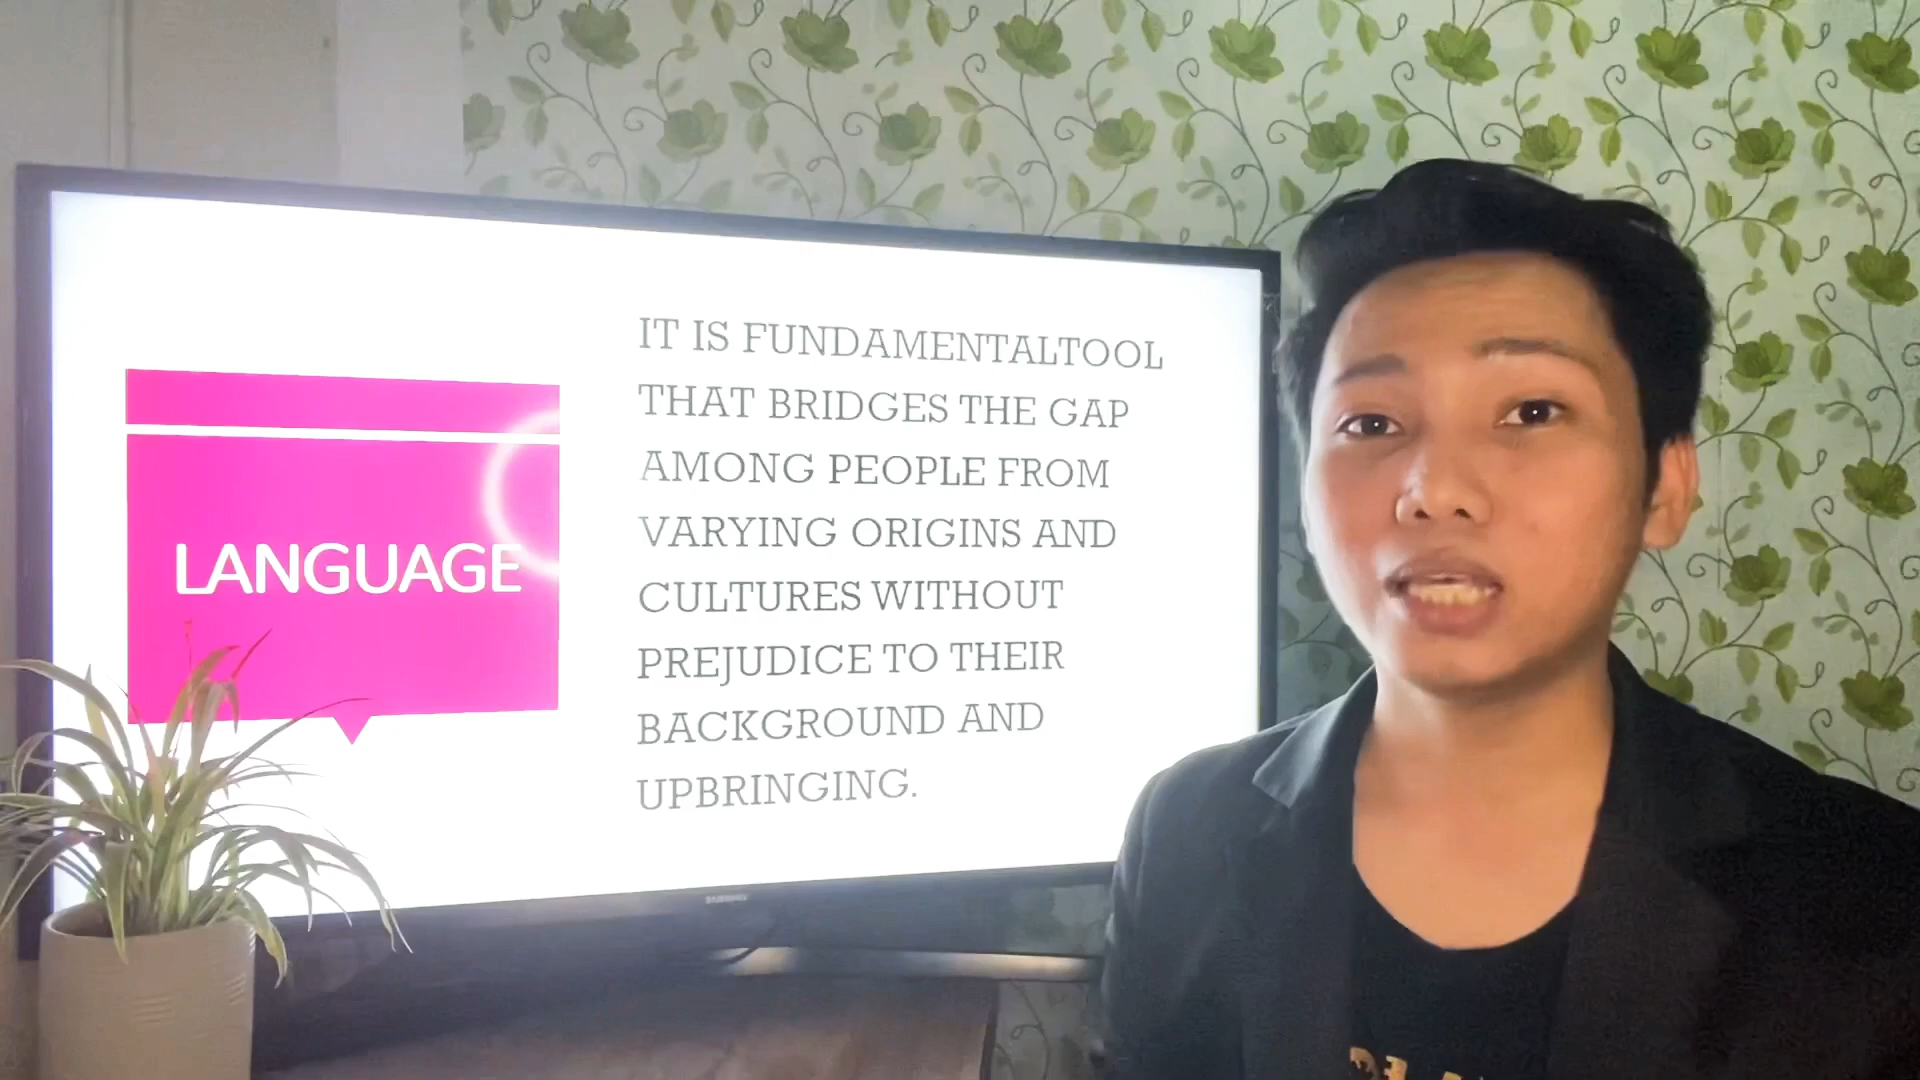 LANGUAGE
IT IS FUNDAMENTALTOOL
THAT BRIDGES THE GAP
AMONG PEOPLE FROM
VARYING ORIGINS AND
CULTURES WITHOUT
PREJUDICE TO THEIR
BACKGROUND AND
UPBRINGING.
SAMSUNG